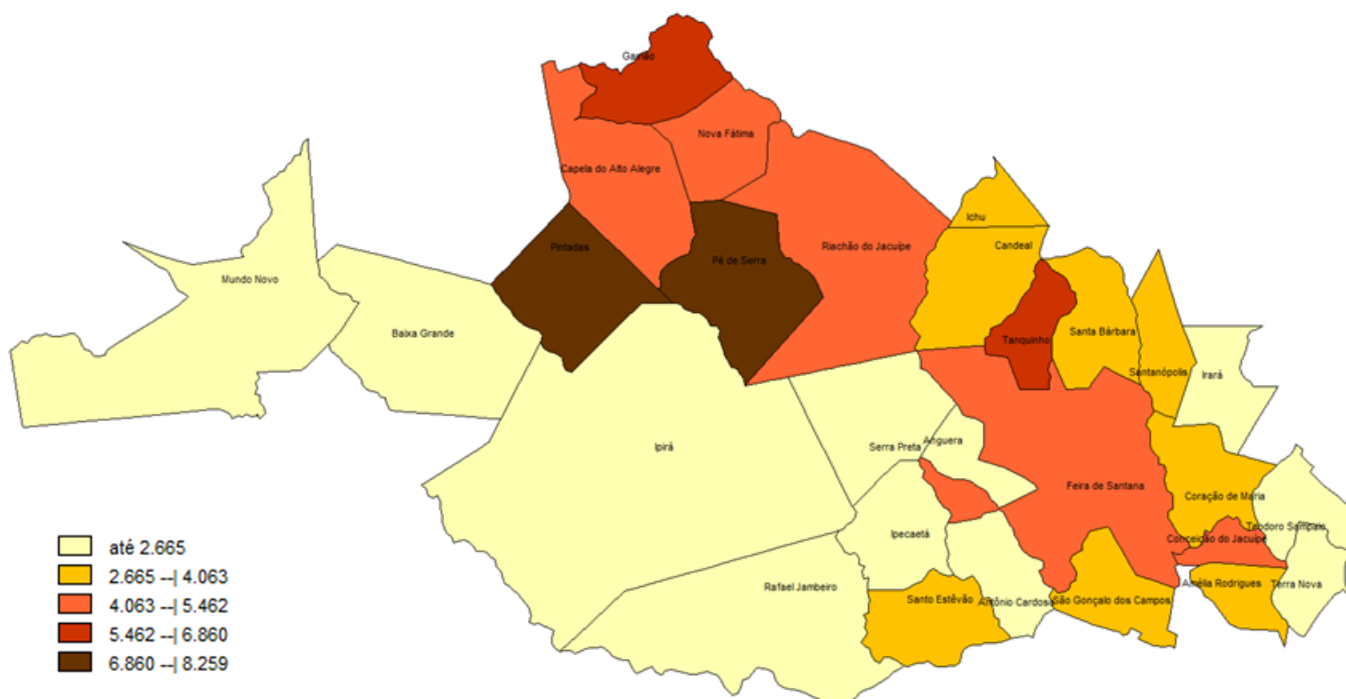 Gavião
Nova Fátima
Capela do Alto Alegre
Ichu
Riachão do Jacuípe
Candeal
Pintadas
Pé de Serra
Mundo Novo
Baixa Grande
Tanquinho
Santa Bárbara
Santanópolis
Irará
Ipirá
Serra Preta
Anguera
Feira de Santana
Coração de Maria
Ipecaetá
Teodoro Sampaio
Conceição do Jacuípe
Rafael Jambeiro
Santo Estêvão
Antônio Cardoso
São Gonçalo dos Campos
Amélia Rodrigues
Terra Nova
até 2.665
2.665 --| 4.063
4.063 --| 5.462
5.462 --| 6.860
6.860 --| 8.259